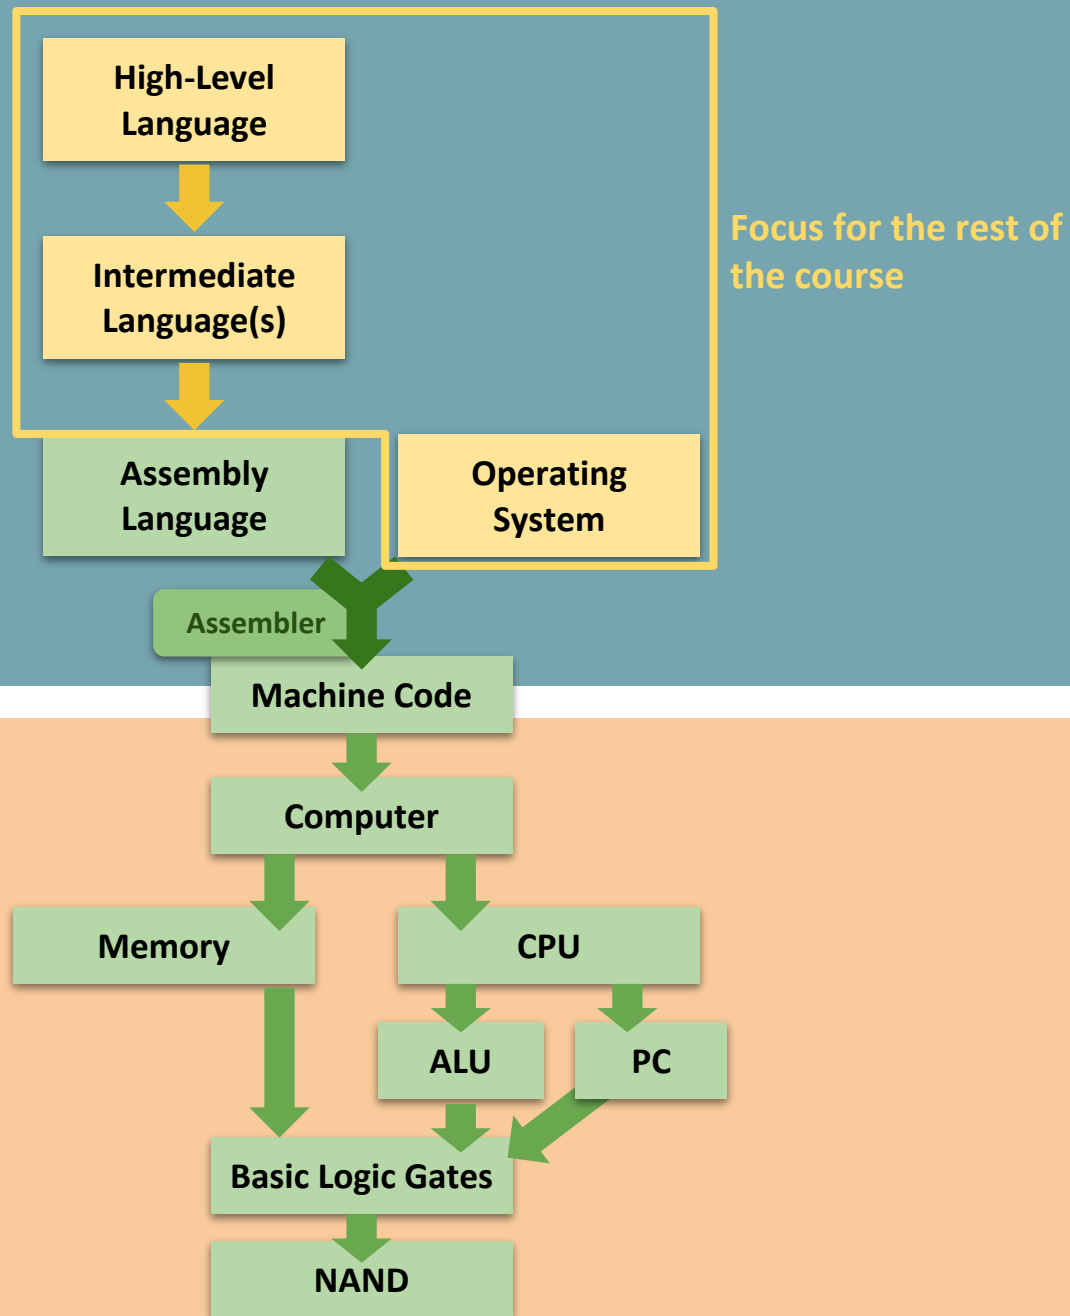 High-Level
Language
Focus for the rest of
the course
Intermediate
Language(s)
Assembly
Language
Operating
System
Assembler
Machine Code
Computer
Memory
CPU
ALU
PC
Basic Logic Gates
NAND